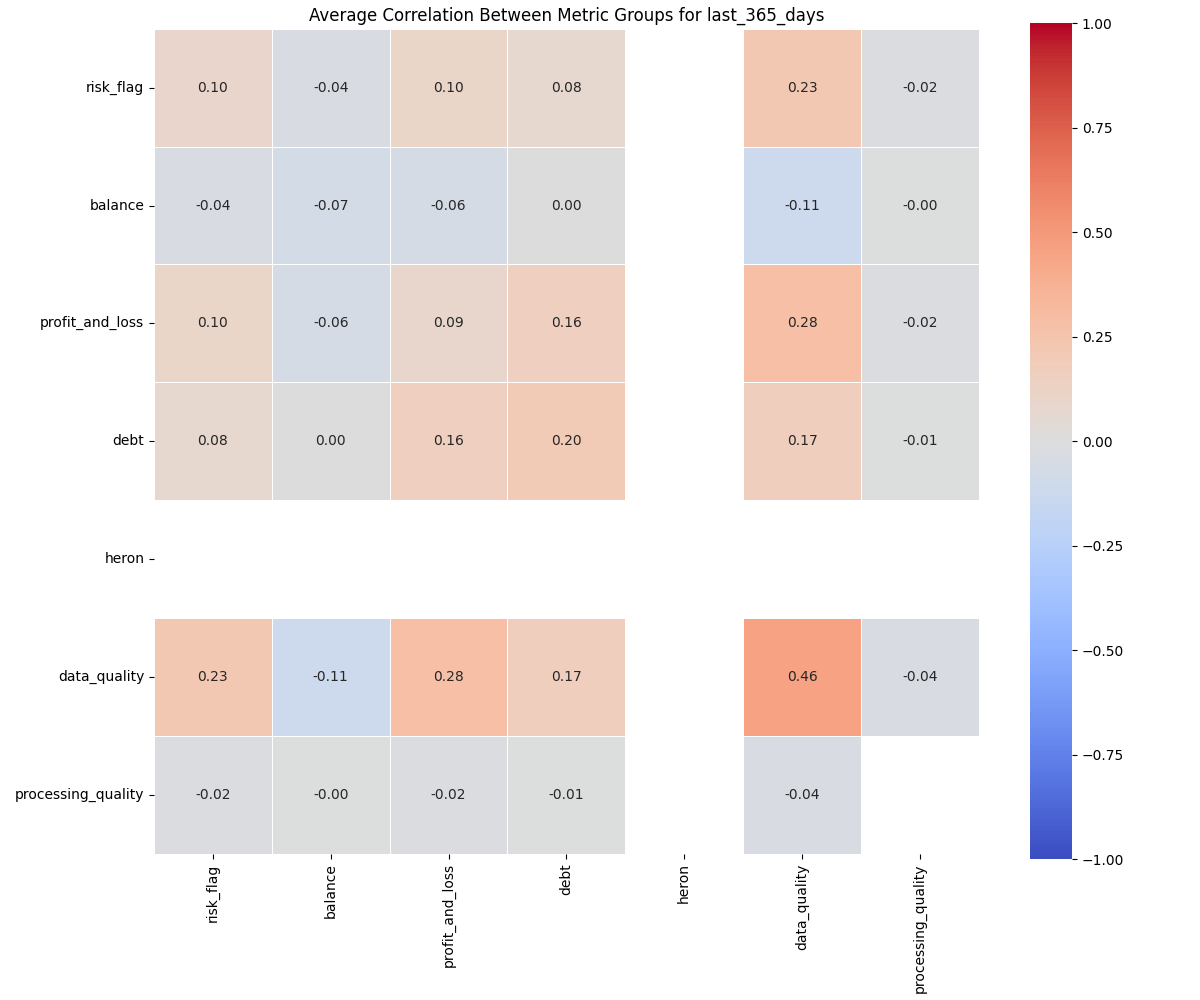 Average Correlation Between Metric Groups for last_365_days
risk_flag 0.10 -0.04 0.10 0.08 0.23 -0.02
balance -0.04 -0.07 -0.06 0.00 -0.11 -0.00
profit_and_loss 0.10 -0.06 0.09 0.16 0.28 -0.02
debt 0.08 0.00 0.16 0.20 0.17 -0.01
heron
data_quality 0.23 -0.11 0.28 0.17 0.46 -0.04
processing_quality -0.02 -0.00 -0.02 -0.01 -0.04
risk_flag
balance
profit_and_loss
debt
heron
data_quality
processing_quality
1.00
0.75
0.50
0.25
0.00
−0.25
−0.50
−0.75
−1.00